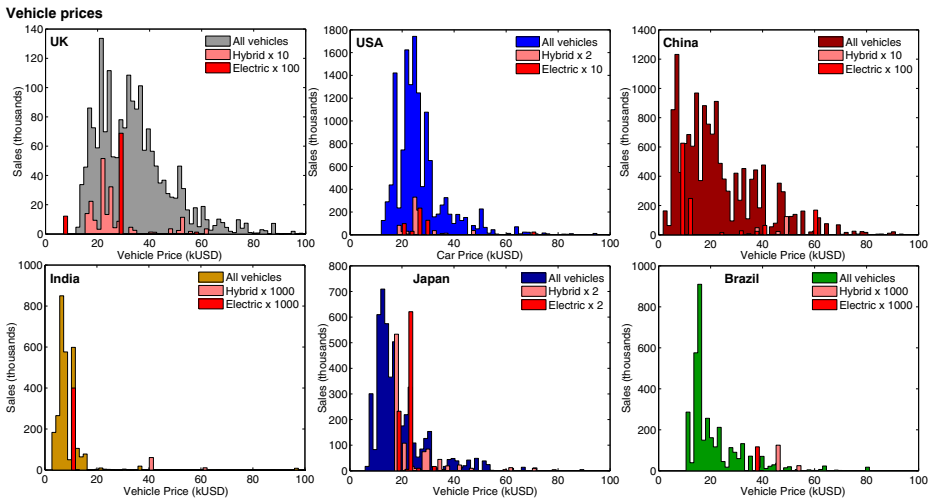 Vehicle prices
UK
All vehicles
Hybrid x 10
Electric x 100
Sales (thousands)
140
120
100
80
60
40
20
0
0 20 40 60 80 100
Vehicle Price (kUSD)
USA
All vehicles
Hybrid x 2
Electric x 10
Sales (thousands)
1800
1600
1400
1200
1000
800
600
400
200
0
0 20 40 60 80 100
Car Price (kUSD)
China
All vehicles
Hybrid x 10
Electric x 100
Sales (thousands)
1400
1200
1000
800
600
400
200
0
0 20 40 60 80 100
Vehicle Price (kUSD)
India
All vehicles
Hybrid x 1000
Electric x 1000
Sales (thousands)
1000
800
600
400
200
0
0 20 40 60 80 100
Vehicle Price (kUSD)
Japan
All vehicles
Hybrid x 2
Electric x 2
Sales (thousands)
800
700
600
500
400
300
200
100
0
0 20 40 60 80 100
Vehicle Price (kUSD)
Brazil
All vehicles
Hybrid x 1000
Electric x 1000
Sales (thousands)
1000
800
600
400
200
0
0 20 40 60 80 100
Vehicle Price (kUSD)